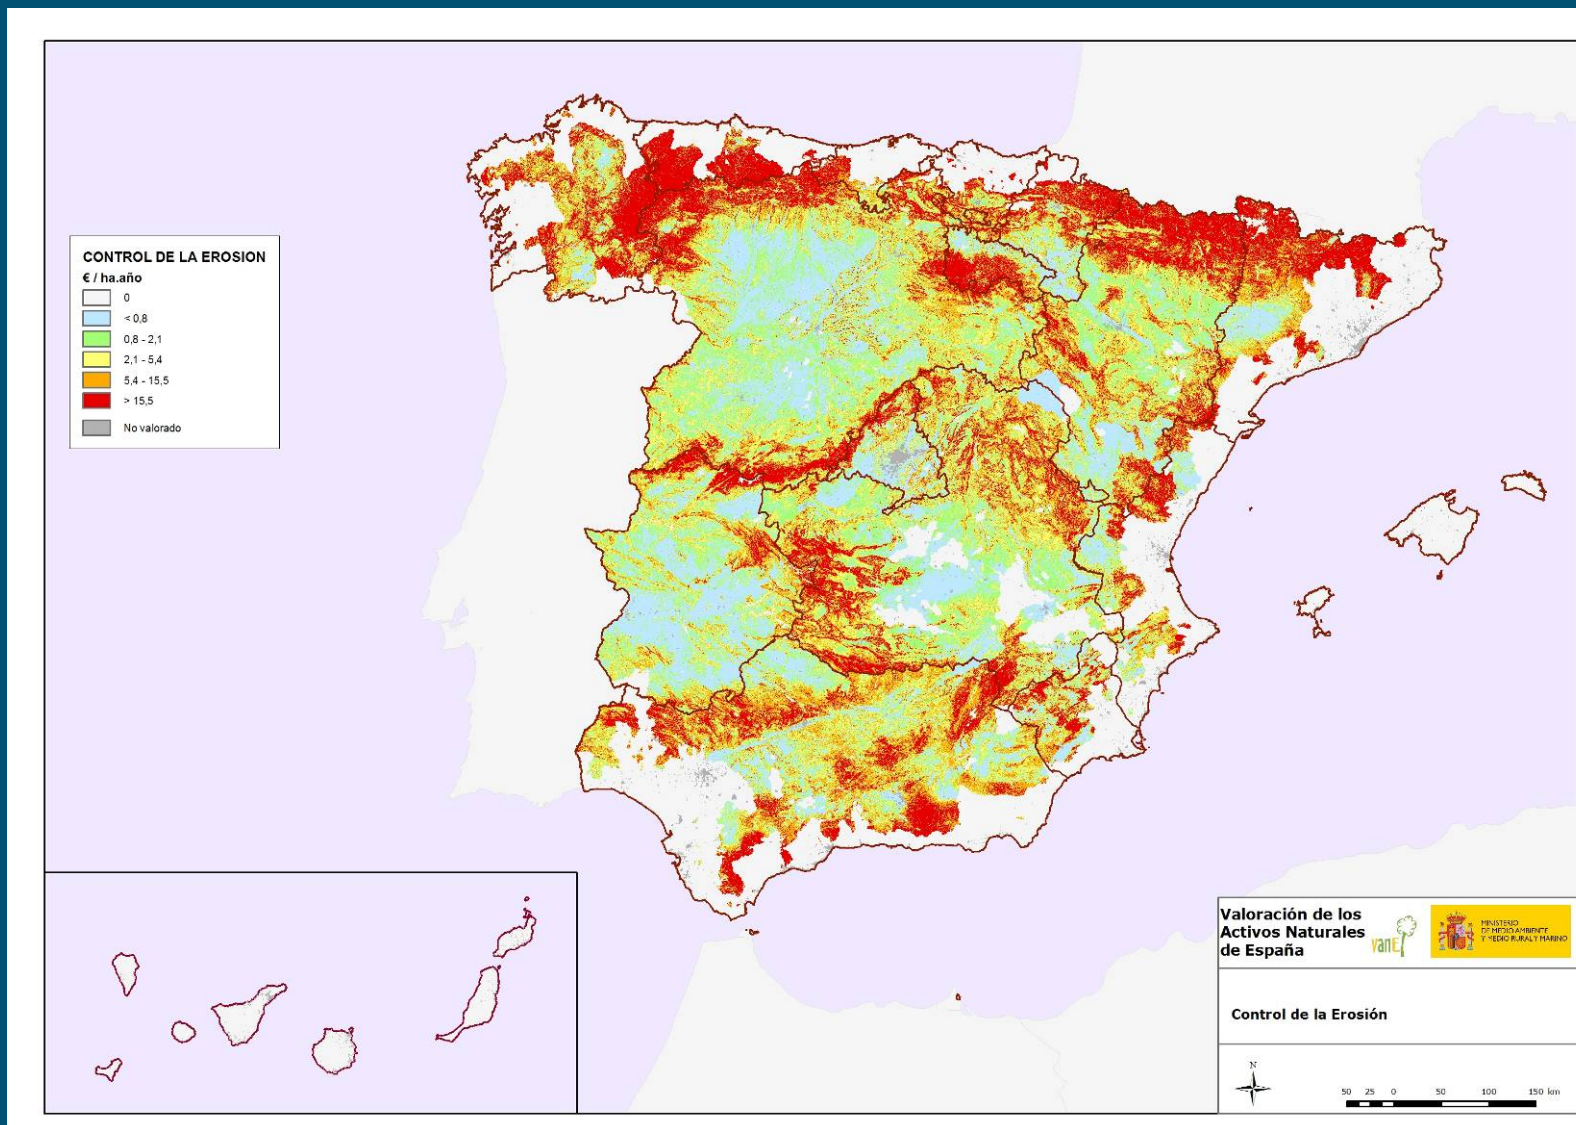 CONTROL DE LA EROSION
€ / ha.año
0
< 0,8
0,8 - 2,1
2,1 - 5,4
5,4 - 15,5
> 15,5
No valorado
Valoración de los
Activos Naturales
de España
vanE
MINISTERIO
DE MEDIO AMBIENTE
Y MEDIO RURAL Y MARINO
Control de la Erosión
N
50 25 0 50 100 150 km